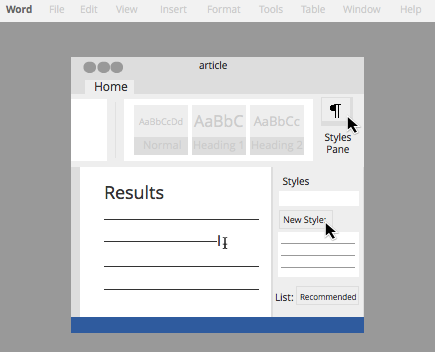 Word File Edit View Insert Format Tools Table Window Help
article
Home
AaBbCcDd AaBbC AaBbCc
Normal Heading 1 Heading 2
¶
Styles
Pane
Results
Styles
New Style
List: Recommended